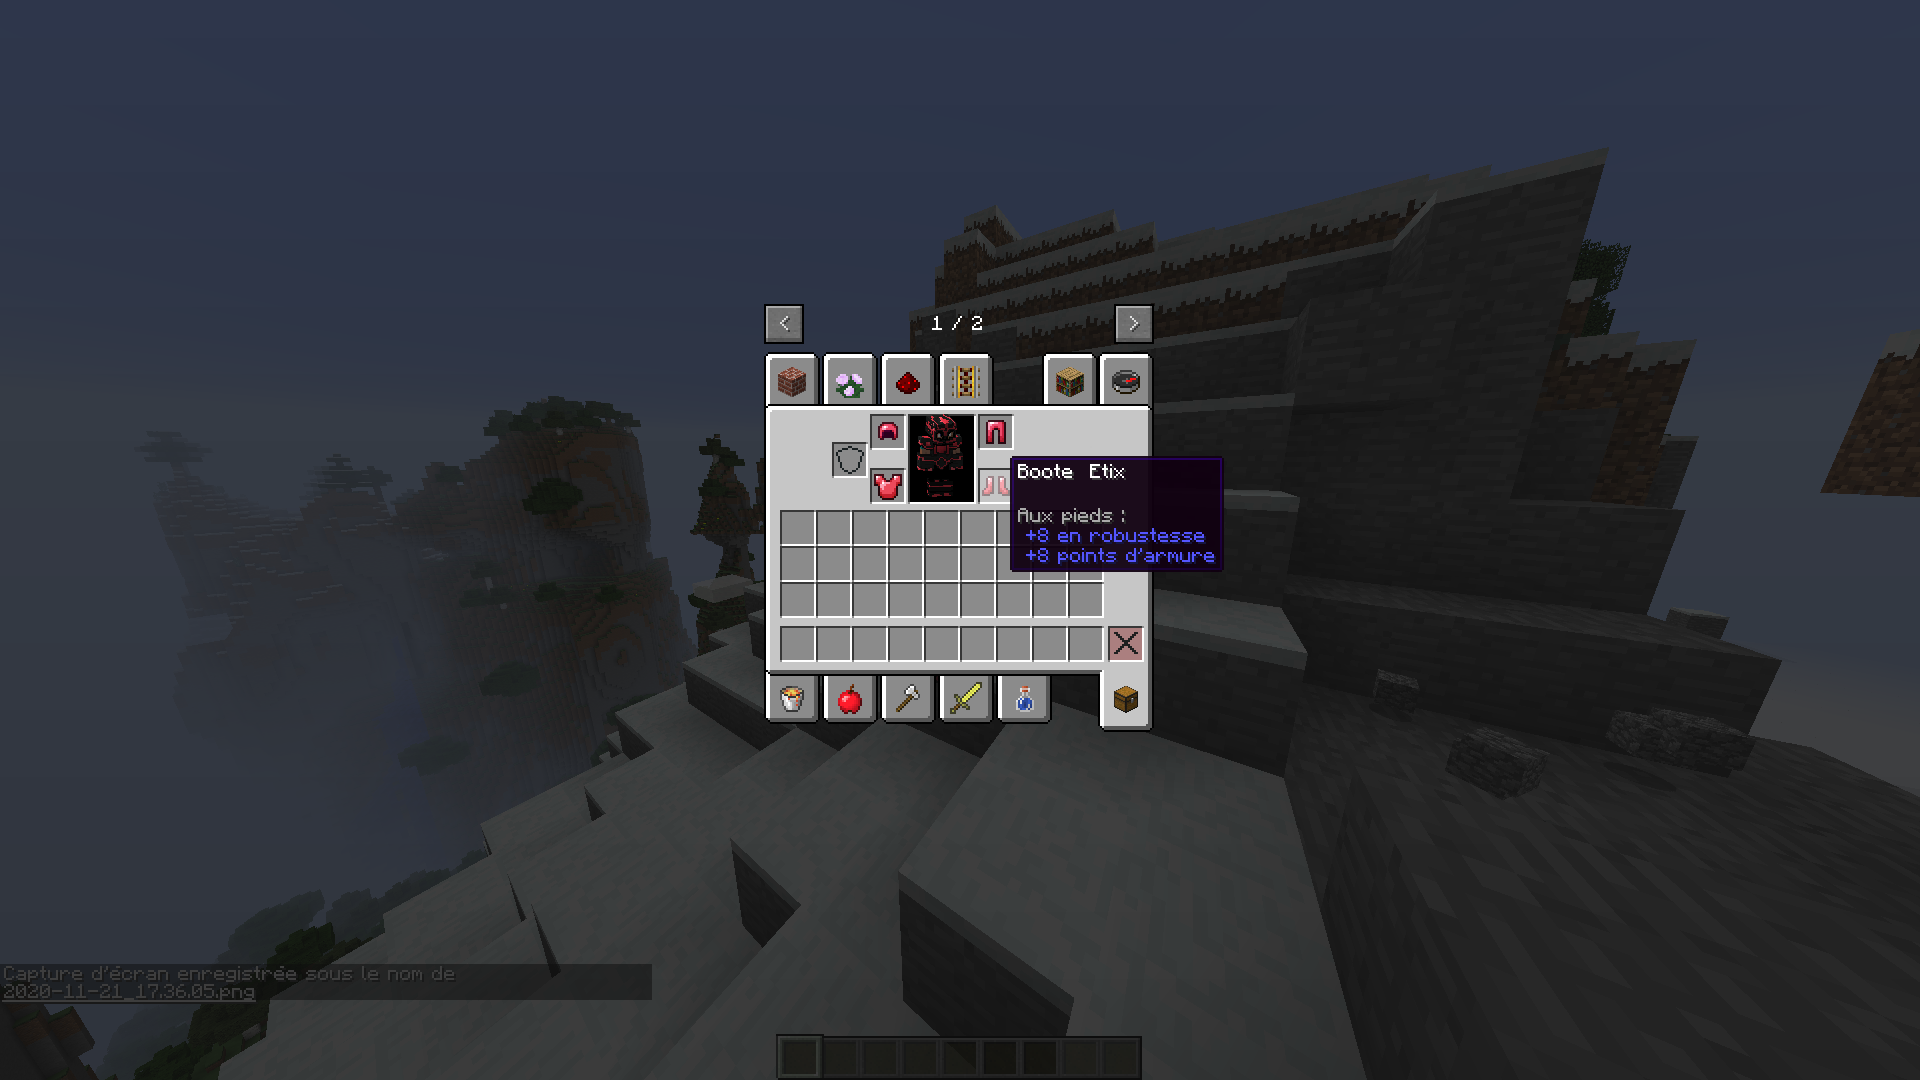 1 / 2
Boote Etix
Aux pieds :
+8 en robustesse
+8 points d'armure
Capture d'écran enregistrée sous le nom de
2020-11-21_17.36.05.png